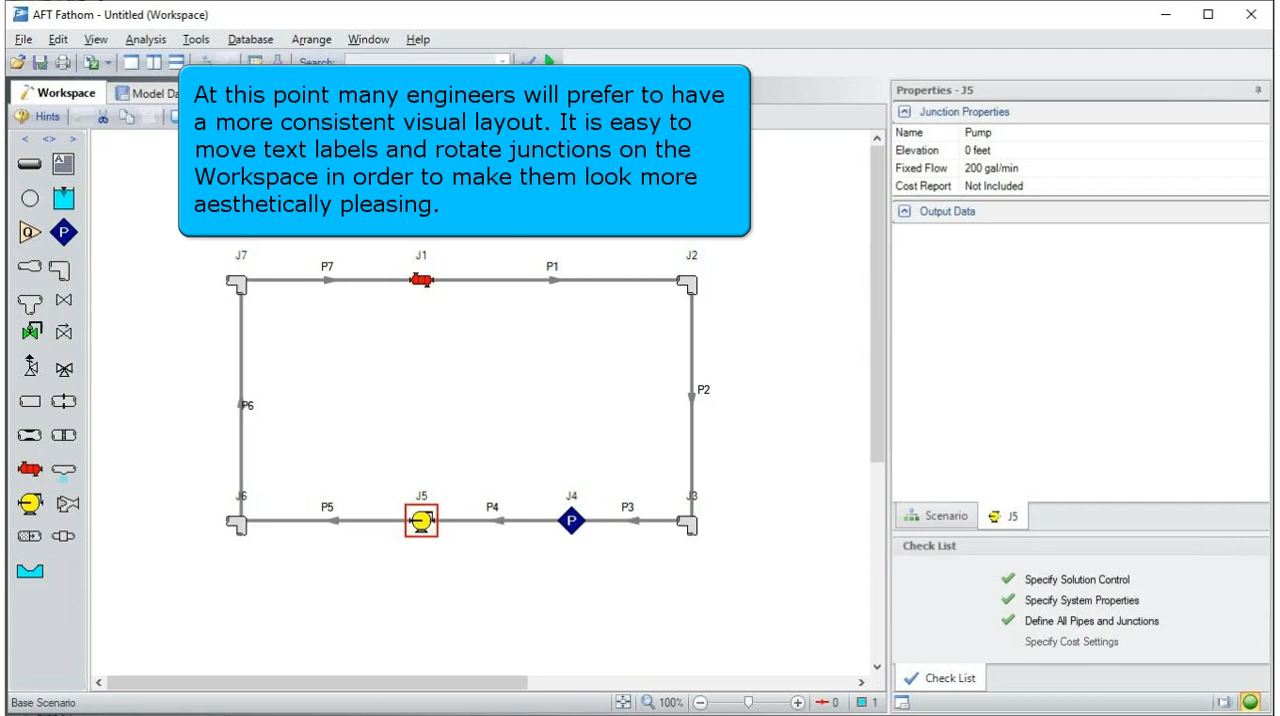 AFT Fathom - Untitled (Workspace)
File Edit View Analysis Tools Database Arrange Window Help
Search:
Workspace Model Da
Hints
< <> >
A
Q P
At this point many engineers will prefer to have
a more consistent visual layout. It is easy to
move text labels and rotate junctions on the
Workspace in order to make them look more
aesthetically pleasing.
J7 J1 J2
P7 P1
P2
P6
J6 J5 J4 J3
P5 P4 P3
P
Properties - J5
Junction Properties
Name Pump
Elevation 0 feet
Fixed Flow 200 gal/min
Cost Report Not Included
Output Data
Scenario J5
Check List
Specify Solution Control
Specify System Properties
Define All Pipes and Junctions
Specify Cost Settings
Check List
Base Scenario 100% 0 1